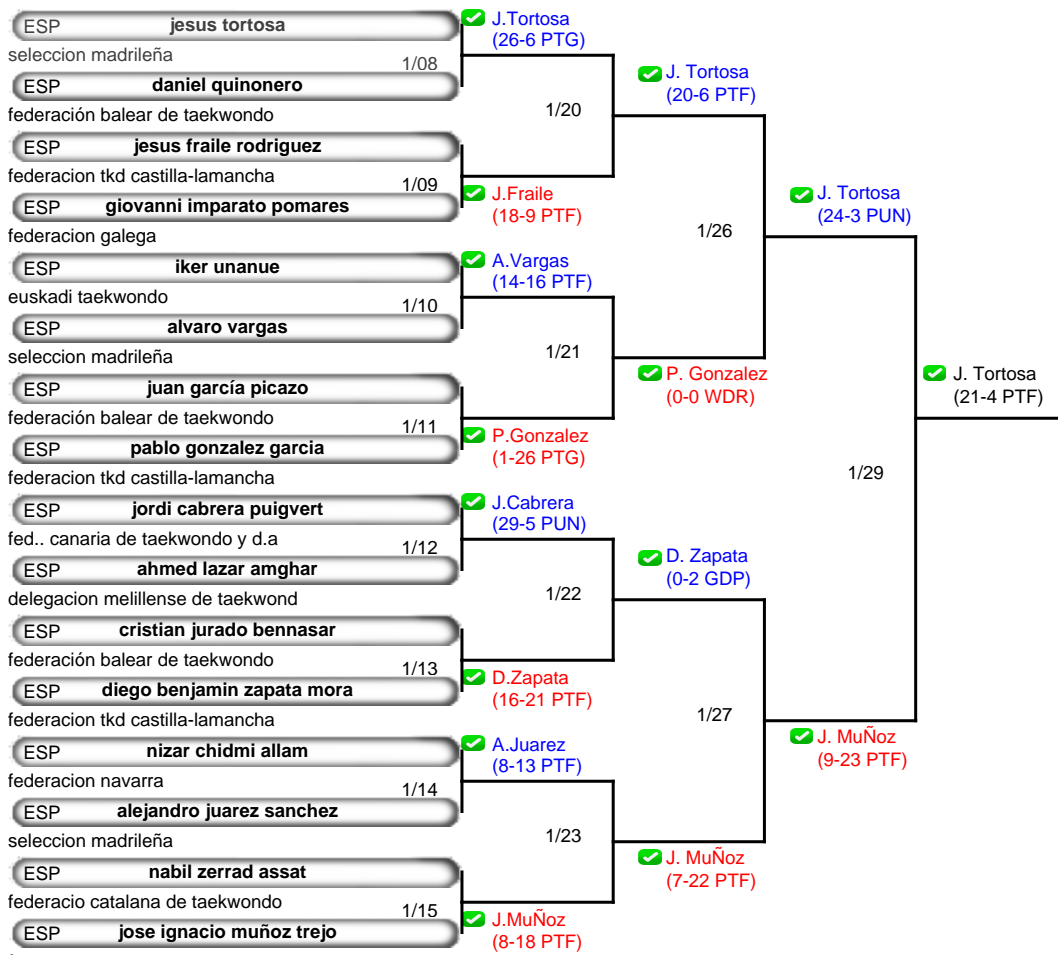 ESP jesus tortosa
seleccion madrileña
1/08
ESP daniel quinonero
federación balear de taekwondo
ESP jesus fraile rodriguez
federacion tkd castilla-lamancha
1/09
ESP giovanni imparato pomares
federacion galega
ESP iker unanue
euskadi taekwondo
1/10
ESP alvaro vargas
seleccion madrileña
ESP juan garcía picazo
federación balear de taekwondo
1/11
ESP pablo gonzalez garcia
federacion tkd castilla-lamancha
ESP jordi cabrera puigvert
fed.. canaria de taekwondo y d.a
1/12
ESP ahmed lazar amghar
delegacion melillense de taekwond
ESP cristian jurado bennasar
federación balear de taekwondo
1/13
ESP diego benjamin zapata mora
federacion tkd castilla-lamancha
ESP nizar chidmi allam
federacion navarra
1/14
ESP alejandro juarez sanchez
seleccion madrileña
ESP nabil zerrad assat
federacio catalana de taekwondo
1/15
ESP jose ignacio muñoz trejo
J.Tortosa
(26-6 PTG)
1/20
J.Fraile
(18-9 PTF)
A.Vargas
(14-16 PTF)
1/21
P.Gonzalez
(1-26 PTG)
J.Cabrera
(29-5 PUN)
1/22
D.Zapata
(16-21 PTF)
A.Juarez
(8-13 PTF)
1/23
J.MuÑoz
(8-18 PTF)
J. Tortosa
(20-6 PTF)
1/26
P. Gonzalez
(0-0 WDR)
D. Zapata
(0-2 GDP)
1/27
J. MuÑoz
(7-22 PTF)
J. Tortosa
(24-3 PUN)
1/29
J. MuÑoz
(9-23 PTF)
J. Tortosa
(21-4 PTF)